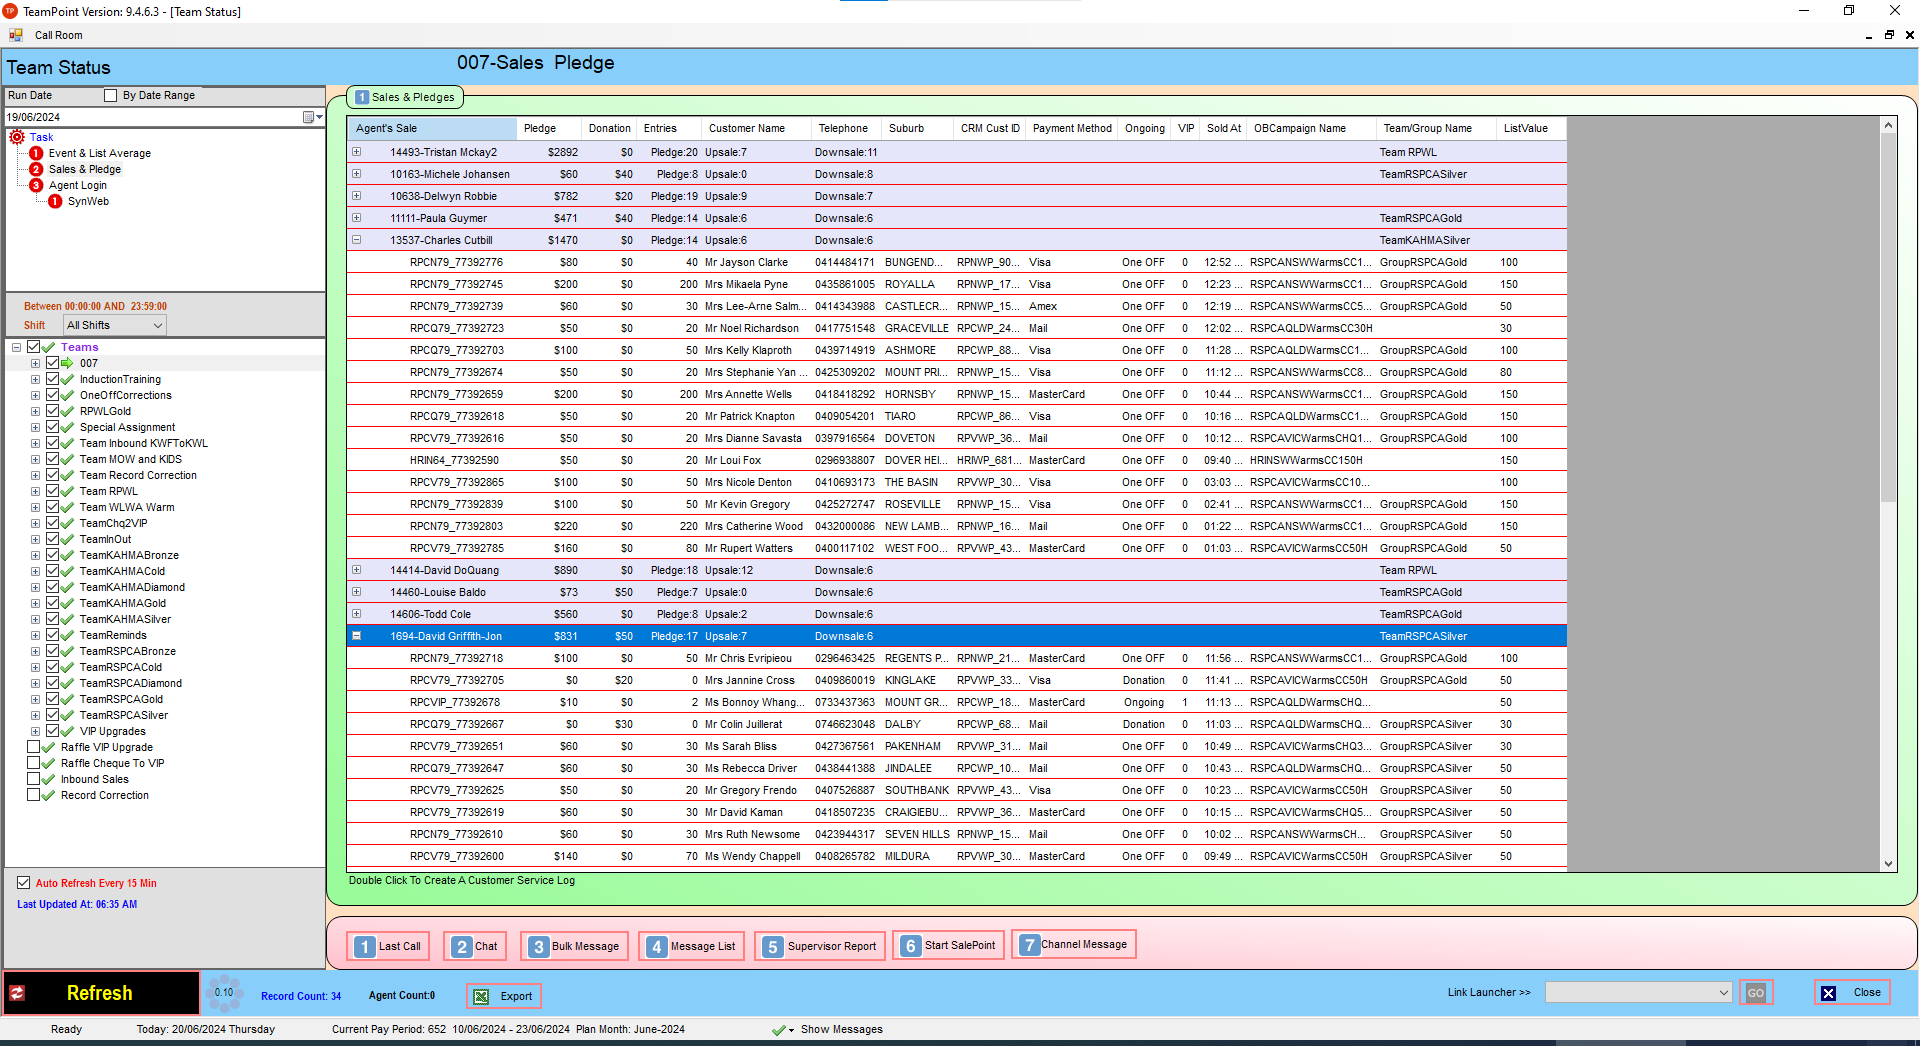 TeamPoint Version: 9.4.6.3 - [Team Status]
Call Room
Team Status
007-Sales  Pledge
Run Date By Date Range
19/06/2024
Task
1 Event & List Average
2 Sales & Pledge
3 Agent Login
1 SynWeb
Between 00:00:00 AND  23:59:00
Shift All Shifts
Teams
007
InductionTraining
OneOffCorrections
RPWLGold
Special Assignment
Team Inbound KWFToKWL
Team MOW and KIDS
Team Record Correction
Team RPWL
Team WLWA Warm
TeamChq2VIP
TeamInOut
TeamKAHMABronze
TeamKAHMACold
TeamKAHMADiamond
TeamKAHMAGold
TeamKAHMASilver
TeamReminds
TeamRSPCABronze
TeamRSPCACold
TeamRSPCADiamond
TeamRSPCAGold
TeamRSPCASilver
VIP Upgrades
Raffle VIP Upgrade
Raffle Cheque To VIP
Inbound Sales
Record Correction
Auto Refresh Every 15 Min
Last Updated At: 06:35 AM
1 Sales & Pledges
Agent's Sale Pledge Donation Entries Customer Name Telephone Suburb CRM Cust ID Payment Method Ongoing VIP Sold At OBCampaign Name Team/Group Name ListValue
14493-Tristan Mckay2 $2892 $0 Pledge:20 Upsale:7 Downsale:11 Team RPWL
10163-Michele Johansen $60 $40 Pledge:8 Upsale:0 Downsale:8 TeamRSPCASilver
10638-Delwyn Robbie $782 $20 Pledge:19 Upsale:9 Downsale:7
11111-Paula Guymer $471 $40 Pledge:14 Upsale:6 Downsale:6 TeamRSPCAGold
13537-Charles Cutbill $1470 $0 Pledge:14 Upsale:6 Downsale:6 TeamKAHMASilver
RPCN79_77392776 $80 $0 40 Mr Jayson Clarke 0414484171 BUNGEND... RPNWP_90... Visa One OFF 0 12:52 ... RSPCANSWWarmsCC1... GroupRSPCAGold 100
RPCN79_77392745 $200 $0 200 Mrs Mikaela Pyne 0435861005 ROYALLA RPNWP_17... Visa One OFF 0 12:23 ... RSPCANSWWarmsCC1... GroupRSPCAGold 150
RPCN79_77392739 $60 $0 30 Mrs Lee-Arne Salm... 0414343988 CASTLECR... RPNWP_15... Amex One OFF 0 12:19 ... RSPCANSWWarmsCC5... GroupRSPCAGold 50
RPCQ79_77392723 $50 $0 20 Mr Noel Richardson 0417751548 GRACEVILLE RPCWP_24... Mail One OFF 0 12:02 ... RSPCAQLDWarmsCC30H 30
RPCQ79_77392703 $100 $0 50 Mrs Kelly Klaproth 0439714919 ASHMORE RPCWP_88... Visa One OFF 0 11:28 ... RSPCAQLDWarmsCC1... GroupRSPCAGold 100
RPCN79_77392674 $50 $0 20 Mrs Stephanie Yan ... 0425309202 MOUNT PRI... RPNWP_15... Visa One OFF 0 11:12 ... RSPCANSWWarmsCC8... GroupRSPCAGold 80
RPCN79_77392659 $200 $0 200 Mrs Annette Wells 0418418292 HORNSBY RPNWP_15... MasterCard One OFF 0 10:44 ... RSPCANSWWarmsCC1... GroupRSPCAGold 150
RPCQ79_77392618 $50 $0 20 Mr Patrick Knapton 0409054201 TIARO RPCWP_86... Visa One OFF 0 10:16 ... RSPCAQLDWarmsCC1... GroupRSPCAGold 150
RPCV79_77392616 $50 $0 20 Mrs Dianne Savasta 0397916564 DOVETON RPVWP_36... Mail One OFF 0 10:12 ... RSPCAVICWarmsCHQ1... GroupRSPCAGold 100
HRIN64_77392590 $50 $0 20 Mr Loui Fox 0296938807 DOVER HEI... HRIWP_681... MasterCard One OFF 0 09:40 ... HRINSWWarmsCC150H 150
RPCV79_77392865 $100 $0 50 Mrs Nicole Denton 0410693173 THE BASIN RPVWP_30... Visa One OFF 0 03:03 ... RSPCAVICWarmsCC10... 100
RPCN79_77392839 $100 $0 50 Mr Kevin Gregory 0425272747 ROSEVILLE RPNWP_15... Visa One OFF 0 02:41 ... RSPCANSWWarmsCC1... GroupRSPCAGold 150
RPCN79_77392803 $220 $0 220 Mrs Catherine Wood 0432000086 NEW LAMB... RPNWP_16... Mail One OFF 0 01:22 ... RSPCANSWWarmsCC1... GroupRSPCAGold 150
RPCV79_77392785 $160 $0 80 Mr Rupert Watters 0400117102 WEST FOO... RPVWP_43... MasterCard One OFF 0 01:03 ... RSPCAVICWarmsCC50H GroupRSPCAGold 50
14414-David DoQuang $890 $0 Pledge:18 Upsale:12 Downsale:6 Team RPWL
14460-Louise Baldo $73 $50 Pledge:7 Upsale:0 Downsale:6 TeamRSPCAGold
14606-Todd Cole $560 $0 Pledge:8 Upsale:2 Downsale:6 TeamRSPCAGold
1694-David Griffith-Jon $831 $50 Pledge:17 Upsale:7 Downsale:6 TeamRSPCASilver
RPCN79_77392718 $100 $0 50 Mr Chris Evripieou 0296463425 REGENTS P... RPNWP_21... MasterCard One OFF 0 11:56 ... RSPCANSWWarmsCC1... GroupRSPCAGold 100
RPCV79_77392705 $0 $20 0 Mrs Jannine Cross 0409860019 KINGLAKE RPVWP_33... Visa Donation 0 11:41 ... RSPCAVICWarmsCC50H GroupRSPCAGold 50
RPCVIP_77392678 $10 $0 2 Ms Bonnoy Whang... 0733437363 MOUNT GR... RPCWP_18... MasterCard Ongoing 1 11:13 ... RSPCAQLDWarmsCHQ... 50
RPCQ79_77392667 $0 $30 0 Mr Colin Juillerat 0746623048 DALBY RPCWP_68... Mail Donation 0 11:03 ... RSPCAQLDWarmsCHQ... GroupRSPCASilver 30
RPCV79_77392651 $60 $0 30 Ms Sarah Bliss 0427367561 PAKENHAM RPVWP_31... Mail One OFF 0 10:49 ... RSPCAVICWarmsCHQ3... GroupRSPCASilver 30
RPCQ79_77392647 $60 $0 30 Ms Rebecca Driver 0438441388 JINDALEE RPCWP_10... Mail One OFF 0 10:43 ... RSPCAQLDWarmsCHQ... GroupRSPCASilver 50
RPCV79_77392625 $50 $0 20 Mr Gregory Frendo 0407526887 SOUTHBANK RPVWP_43... Visa One OFF 0 10:23 ... RSPCAVICWarmsCC50H GroupRSPCASilver 50
RPCV79_77392619 $60 $0 30 Mr David Kaman 0418507235 CRAIGIEBU... RPVWP_36... MasterCard One OFF 0 10:15 ... RSPCAVICWarmsCHQ5... GroupRSPCASilver 50
RPCN79_77392610 $60 $0 30 Mrs Ruth Newsome 0423944317 SEVEN HILLS RPNWP_15... Mail One OFF 0 10:02 ... RSPCANSWWarmsCH... GroupRSPCASilver 50
RPCV79_77392600 $140 $0 70 Ms Wendy Chappell 0408265782 MILDURA RPVWP_30... MasterCard One OFF 0 09:49 ... RSPCAVICWarmsCC50H GroupRSPCASilver 50
Double Click To Create A Customer Service Log
1 Last Call 2 Chat 3 Bulk Message 4 Message List 5 Supervisor Report 6 Start SalePoint 7 Channel Message
Refresh 0.10 Record Count: 34 Agent Count:0 Export Link Launcher >> GO Close
Ready Today: 20/06/2024 Thursday Current Pay Period: 652  10/06/2024 - 23/06/2024  Plan Month: June-2024 Show Messages